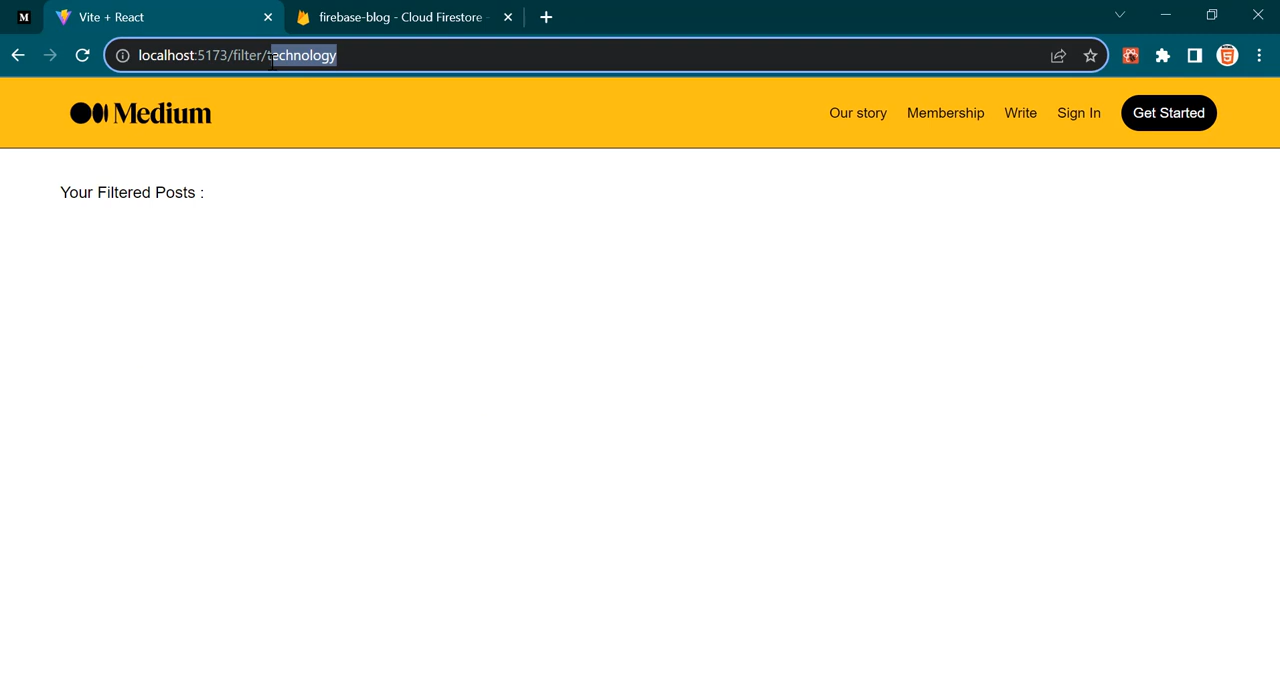 M
Vite + React
firebase-blog - Cloud Firestore -
localhost:5173/filter/technology
Medium
Our story
Membership
Write
Sign In
Get Started
Your Filtered Posts :